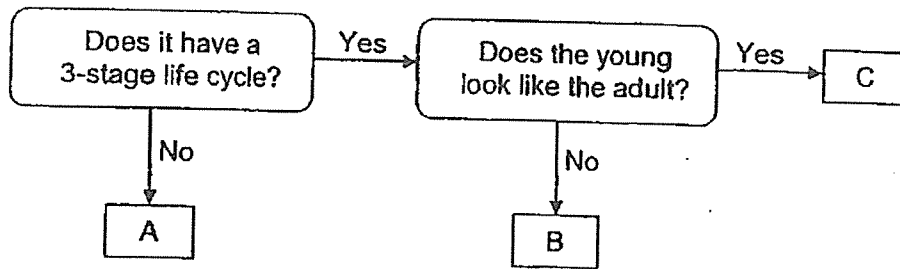 Does it have a
3-stage life cycle?
Yes
Does the young
look like the adult?
Yes
C
No
No
A
B